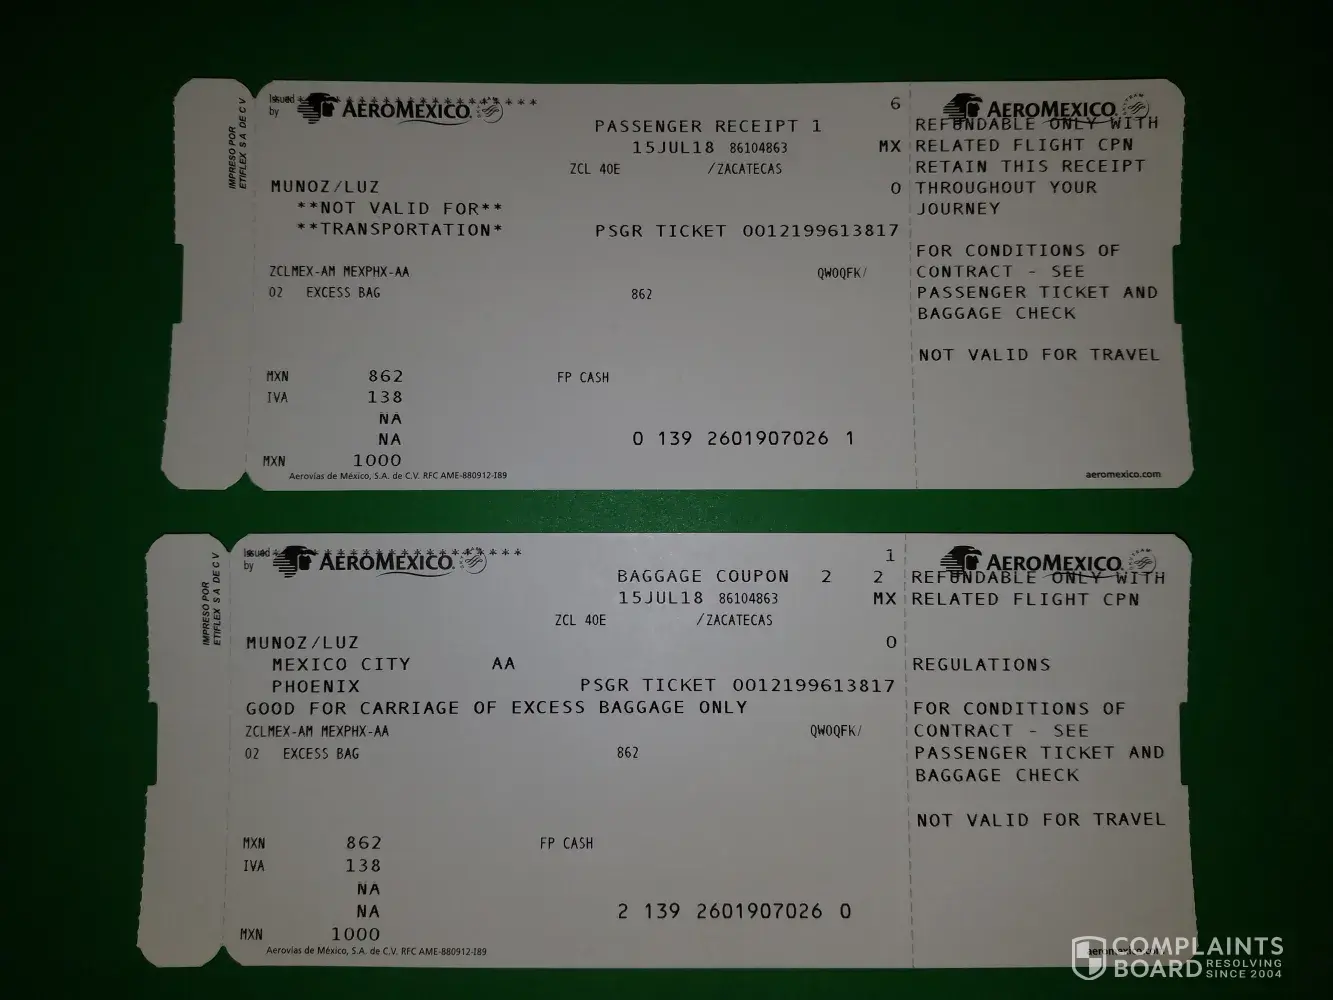 IMPRESO POR
ETIFLEX S A DE C V
Issued by AEROMEXICO 6 AEROMEXICO
PASSENGER RECEIPT 1 REFUNDABLE ONLY WITH
15JUL18 86104863 MX RELATED FLIGHT CPN
ZCL 40E /ZACATECAS RETAIN THIS RECEIPT
MUNOZ/LUZ 0 THROUGHOUT YOUR
**NOT VALID FOR** JOURNEY
**TRANSPORTATION* PSGR TICKET 0012199613817
FOR CONDITIONS OF
ZCLMEX-AM MEXPHX-AA QWOQFK/ CONTRACT - SEE
02 EXCESS BAG 862 PASSENGER TICKET AND
BAGGAGE CHECK
NOT VALID FOR TRAVEL
MXN 862 FP CASH
IVA 138
NA
NA 0 139 2601907026 1
MXN 1000
Aerovías de México, S.A. de C.V. RFC AME-880912-I89 aeromexico.com
IMPRESO POR
ETIFLEX S A DE C V
Issued by AEROMEXICO 1 AEROMEXICO
BAGGAGE COUPON 2 2 REFUNDABLE ONLY WITH
15JUL18 86104863 MX RELATED FLIGHT CPN
ZCL 40E /ZACATECAS
MUNOZ/LUZ 0
MEXICO CITY AA REGULATIONS
PHOENIX PSGR TICKET 0012199613817
GOOD FOR CARRIAGE OF EXCESS BAGGAGE ONLY FOR CONDITIONS OF
ZCLMEX-AM MEXPHX-AA QWOQFK/ CONTRACT - SEE
02 EXCESS BAG 862 PASSENGER TICKET AND
BAGGAGE CHECK
NOT VALID FOR TRAVEL
MXN 862 FP CASH
IVA 138
NA
NA 2 139 2601907026 0
MXN 1000
Aerovías de México, S.A. de C.V. RFC AME-880912-I89 aeromexico.com
COMPLAINTS
BOARD RESOLVING
SINCE 2004